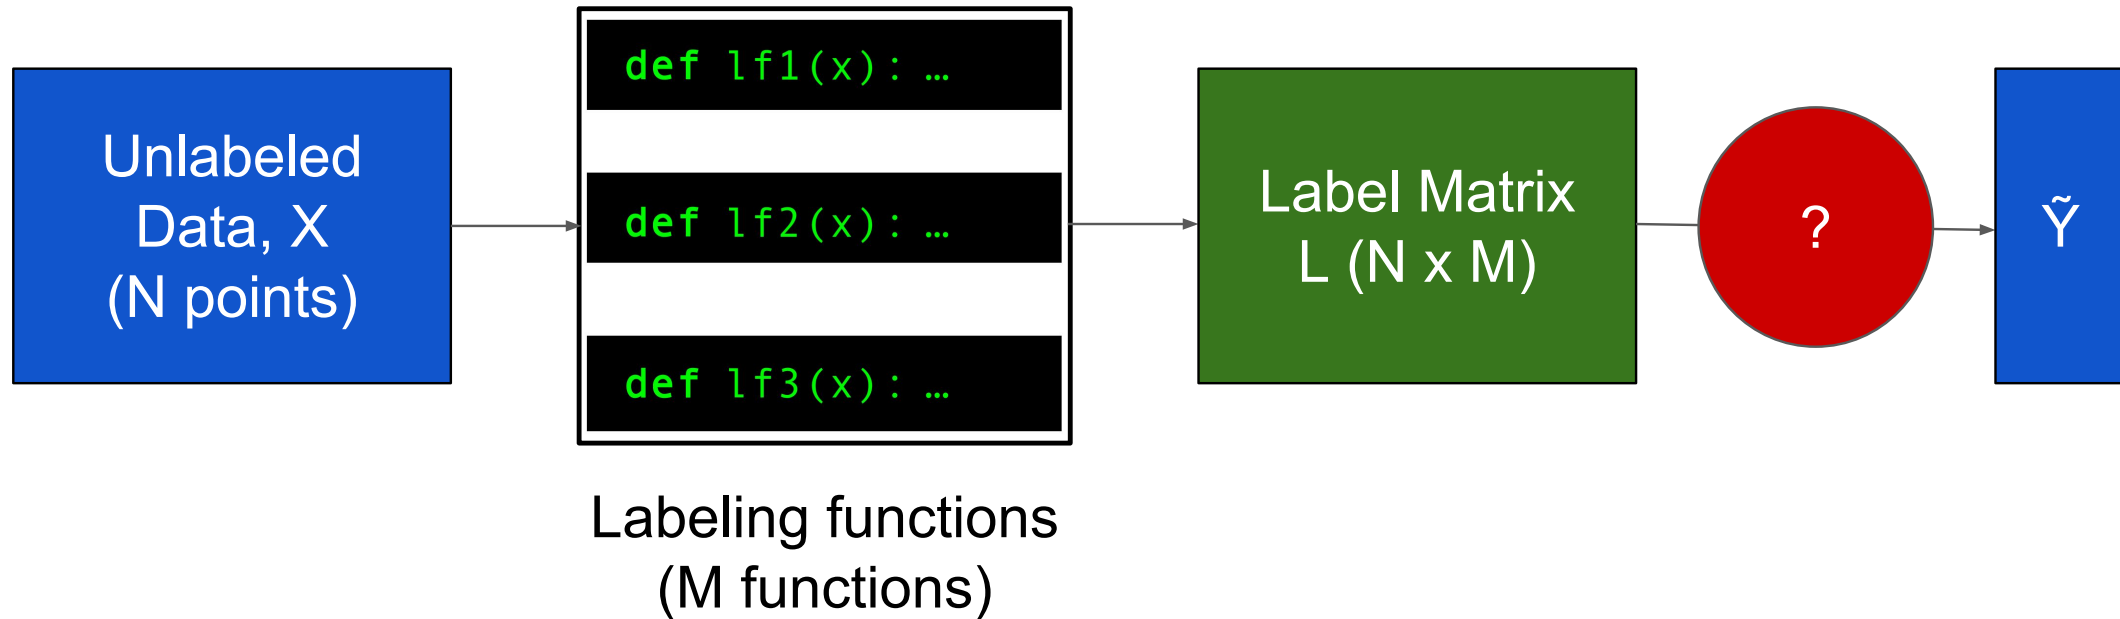 Unlabeled
Data, X
(N points)
def lf1(x): …
def lf2(x): …
def lf3(x): …
Labeling functions
(M functions)
Label Matrix
L (N x M)
?
Ỹ